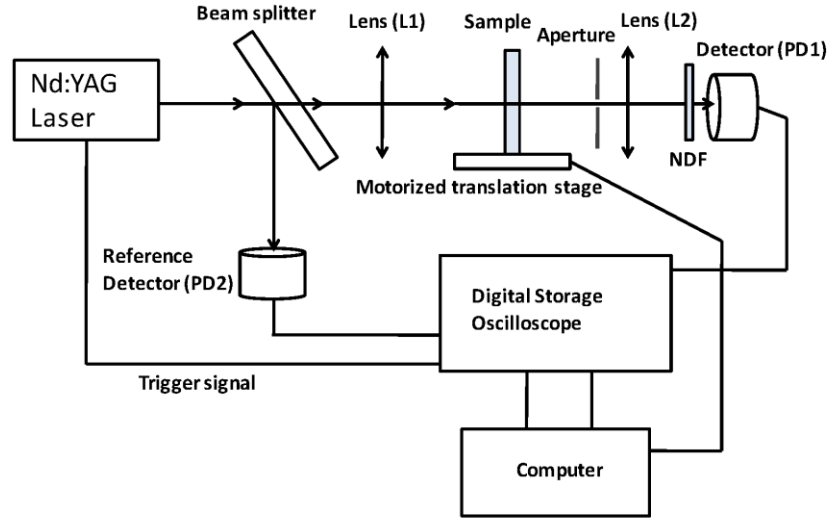 Beam splitter
Lens (L1)
Sample
Aperture
Lens (L2)
Detector (PD1)
Nd:YAG
Laser
NDF
Motorized translation stage
Reference
Detector (PD2)
Digital Storage
Oscilloscope
Trigger signal
Computer